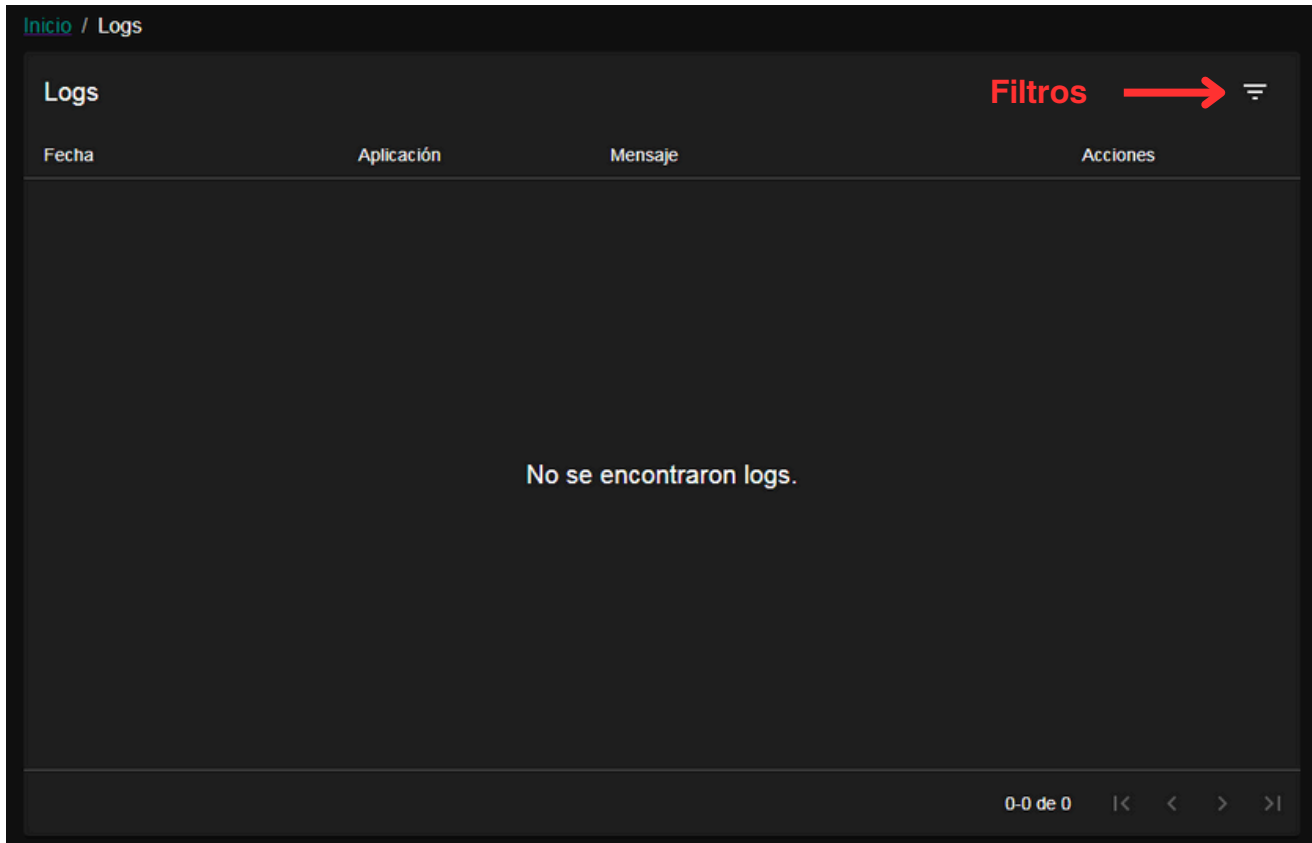 Inicio / Logs
Logs
Filtros
Fecha Aplicación Mensaje Acciones
No se encontraron logs.
0-0 de 0